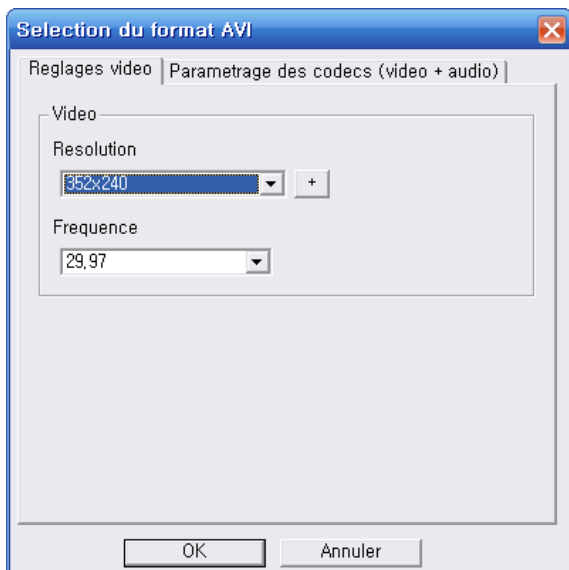 Selection du format AVI
Reglages video Parametrage des codecs (video + audio)
Video
Resolution
352x240 +
Frequence
29,97
OK Annuler